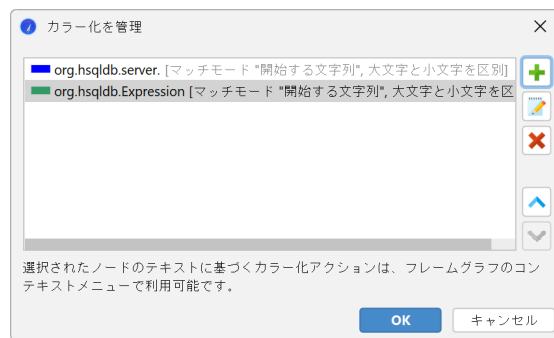 カラー化を管理
org.hsqldb.server. [マッチモード "開始する文字列", 大文字と小文字を区別]
org.hsqldb.Expression [マッチモード "開始する文字列", 大文字と小文字を区
選択されたノードのテキストに基づくカラー化アクションは、フレームグラフのコン
テキストメニューで利用可能です。
OK
キャンセル